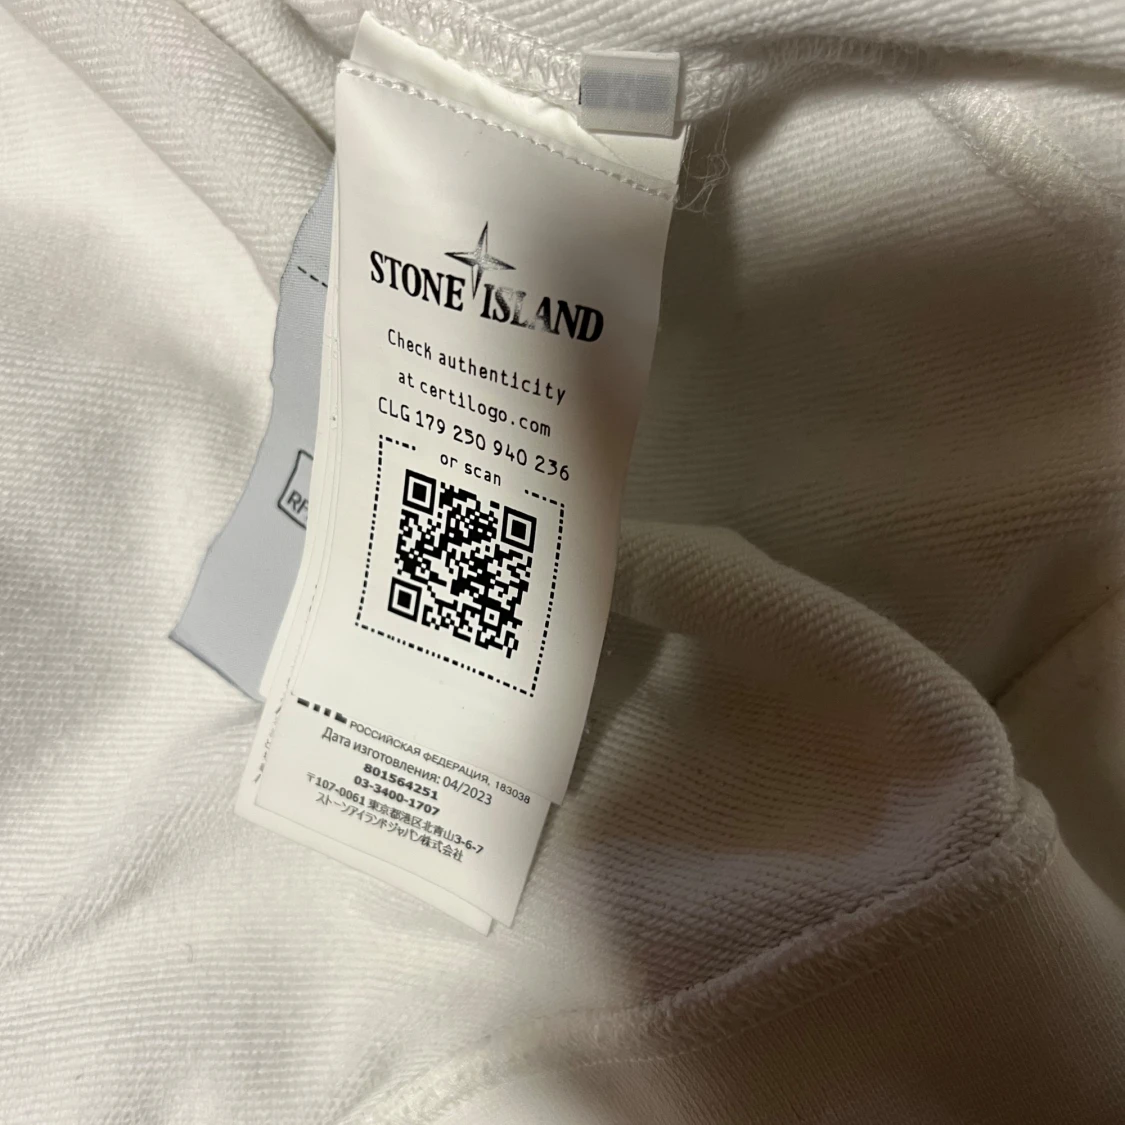 STONE ISLAND
Check authenticity
at certilogo.com
CLG 179 250 940 236
or scan
RF
РОССИЙСКАЯ ФЕДЕРАЦИЯ, 183038
Дата изготовления: 04/2023
801564251
03-3400-1707
〒107-0061 東京都港区北青山3-6-7
ストーンアイランドジャパン株式会社